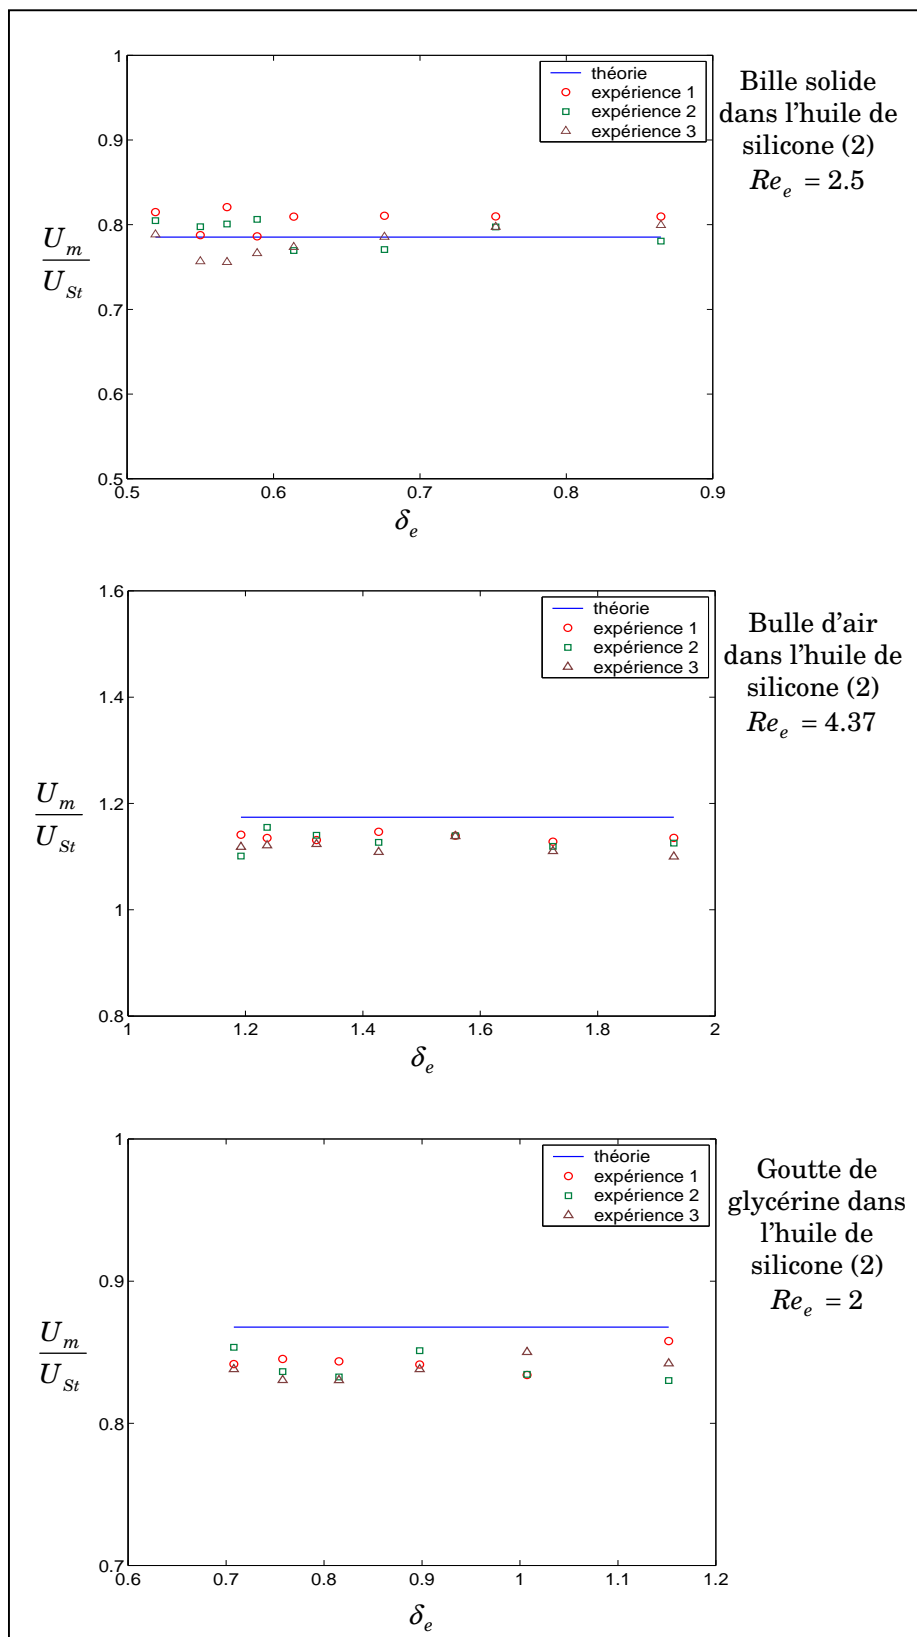 1
0.9
0.8
0.7
0.6
0.5
0.5
0.6
0.7
0.8
0.9
U_m
U_St
δ_e
théorie
expérience 1
expérience 2
expérience 3
Bille solide
dans l'huile de
silicone (2)
Re_e = 2.5
1.6
1.4
1.2
1
0.8
1
1.2
1.4
1.6
1.8
2
U_m
U_St
δ_e
théorie
expérience 1
expérience 2
expérience 3
Bulle d'air
dans l'huile de
silicone (2)
Re_e = 4.37
1
0.9
0.8
0.7
0.6
0.7
0.8
0.9
1
1.1
1.2
U_m
U_St
δ_e
théorie
expérience 1
expérience 2
expérience 3
Goutte de
glycérine dans
l'huile de
silicone (2)
Re_e = 2